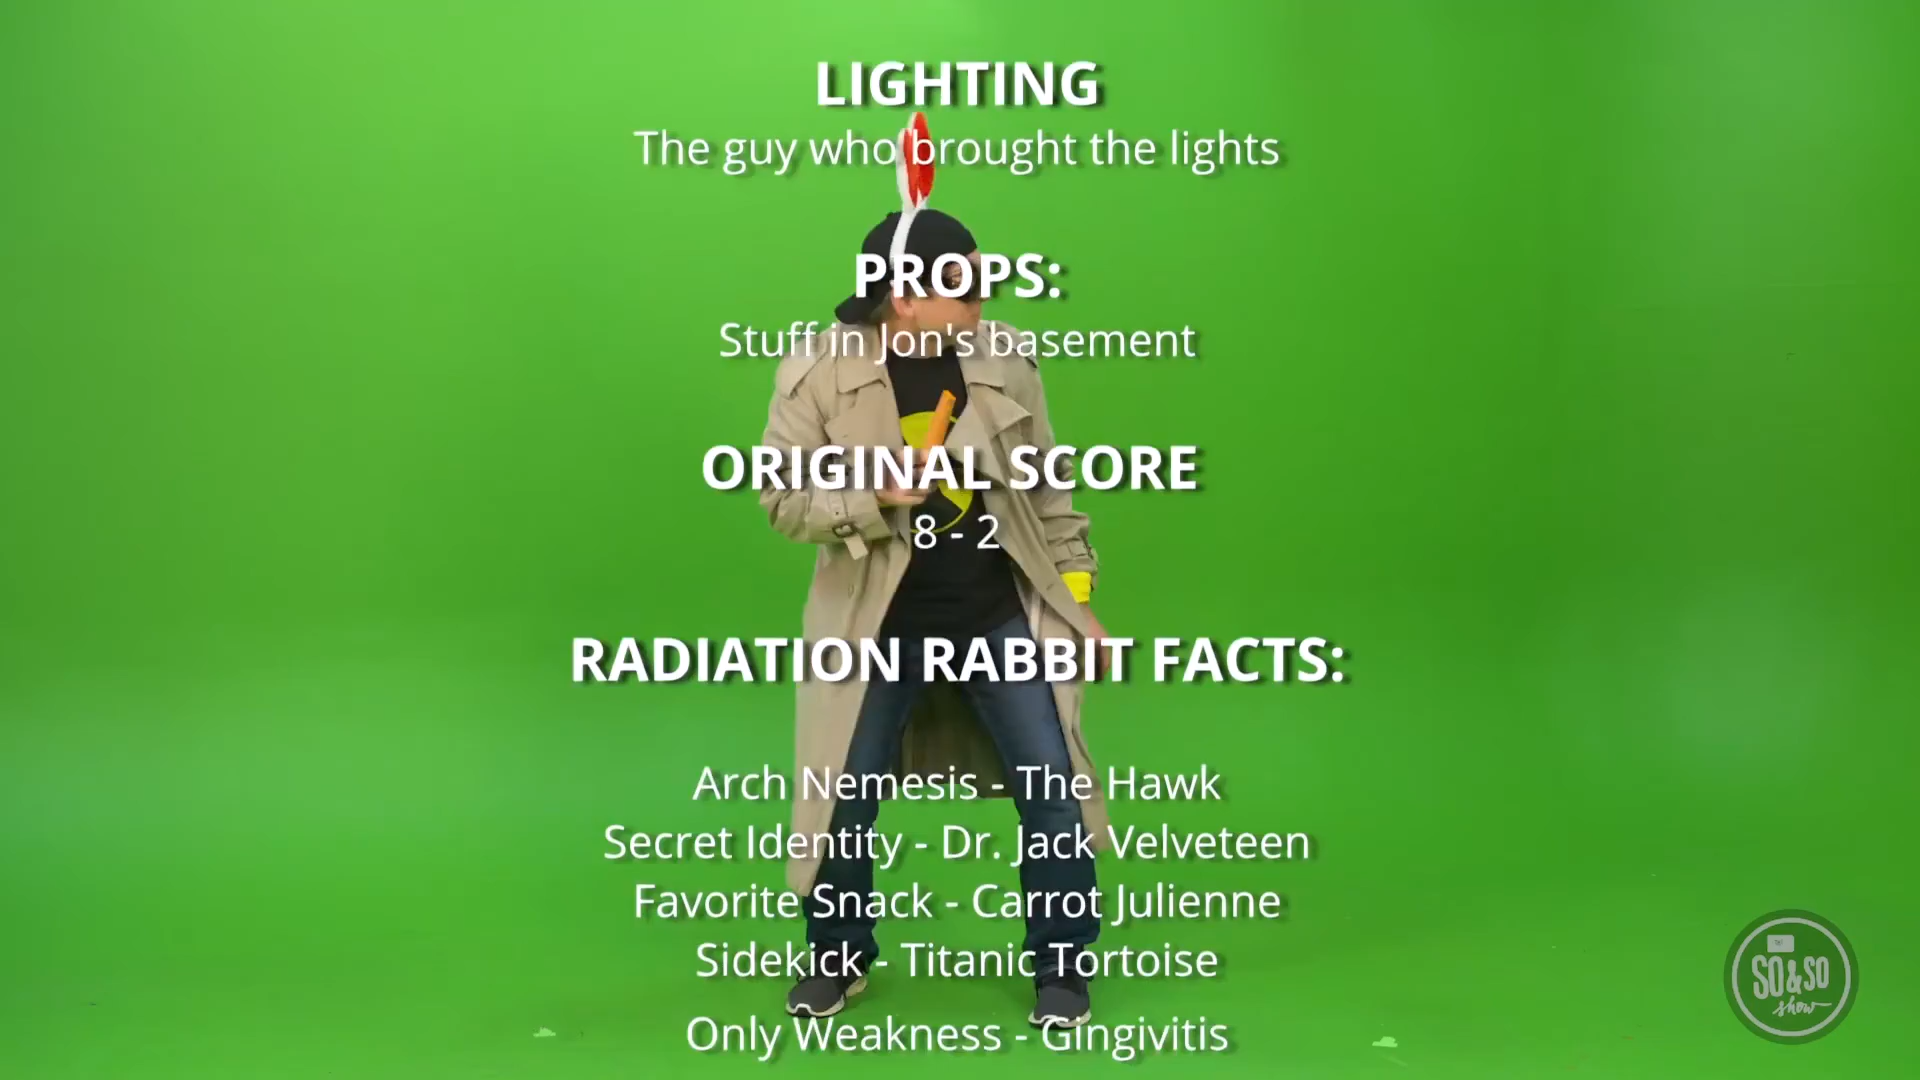 LIGHTING
The guy who brought the lights
PROPS:
Stuff in Jon's basement
ORIGINAL SCORE
8 - 2
RADIATION RABBIT FACTS:
Arch Nemesis - The Hawk
Secret Identity - Dr. Jack Velveteen
Favorite Snack - Carrot Julienne
Sidekick - Titanic Tortoise
Only Weakness - Gingivitis
SO & SO
show